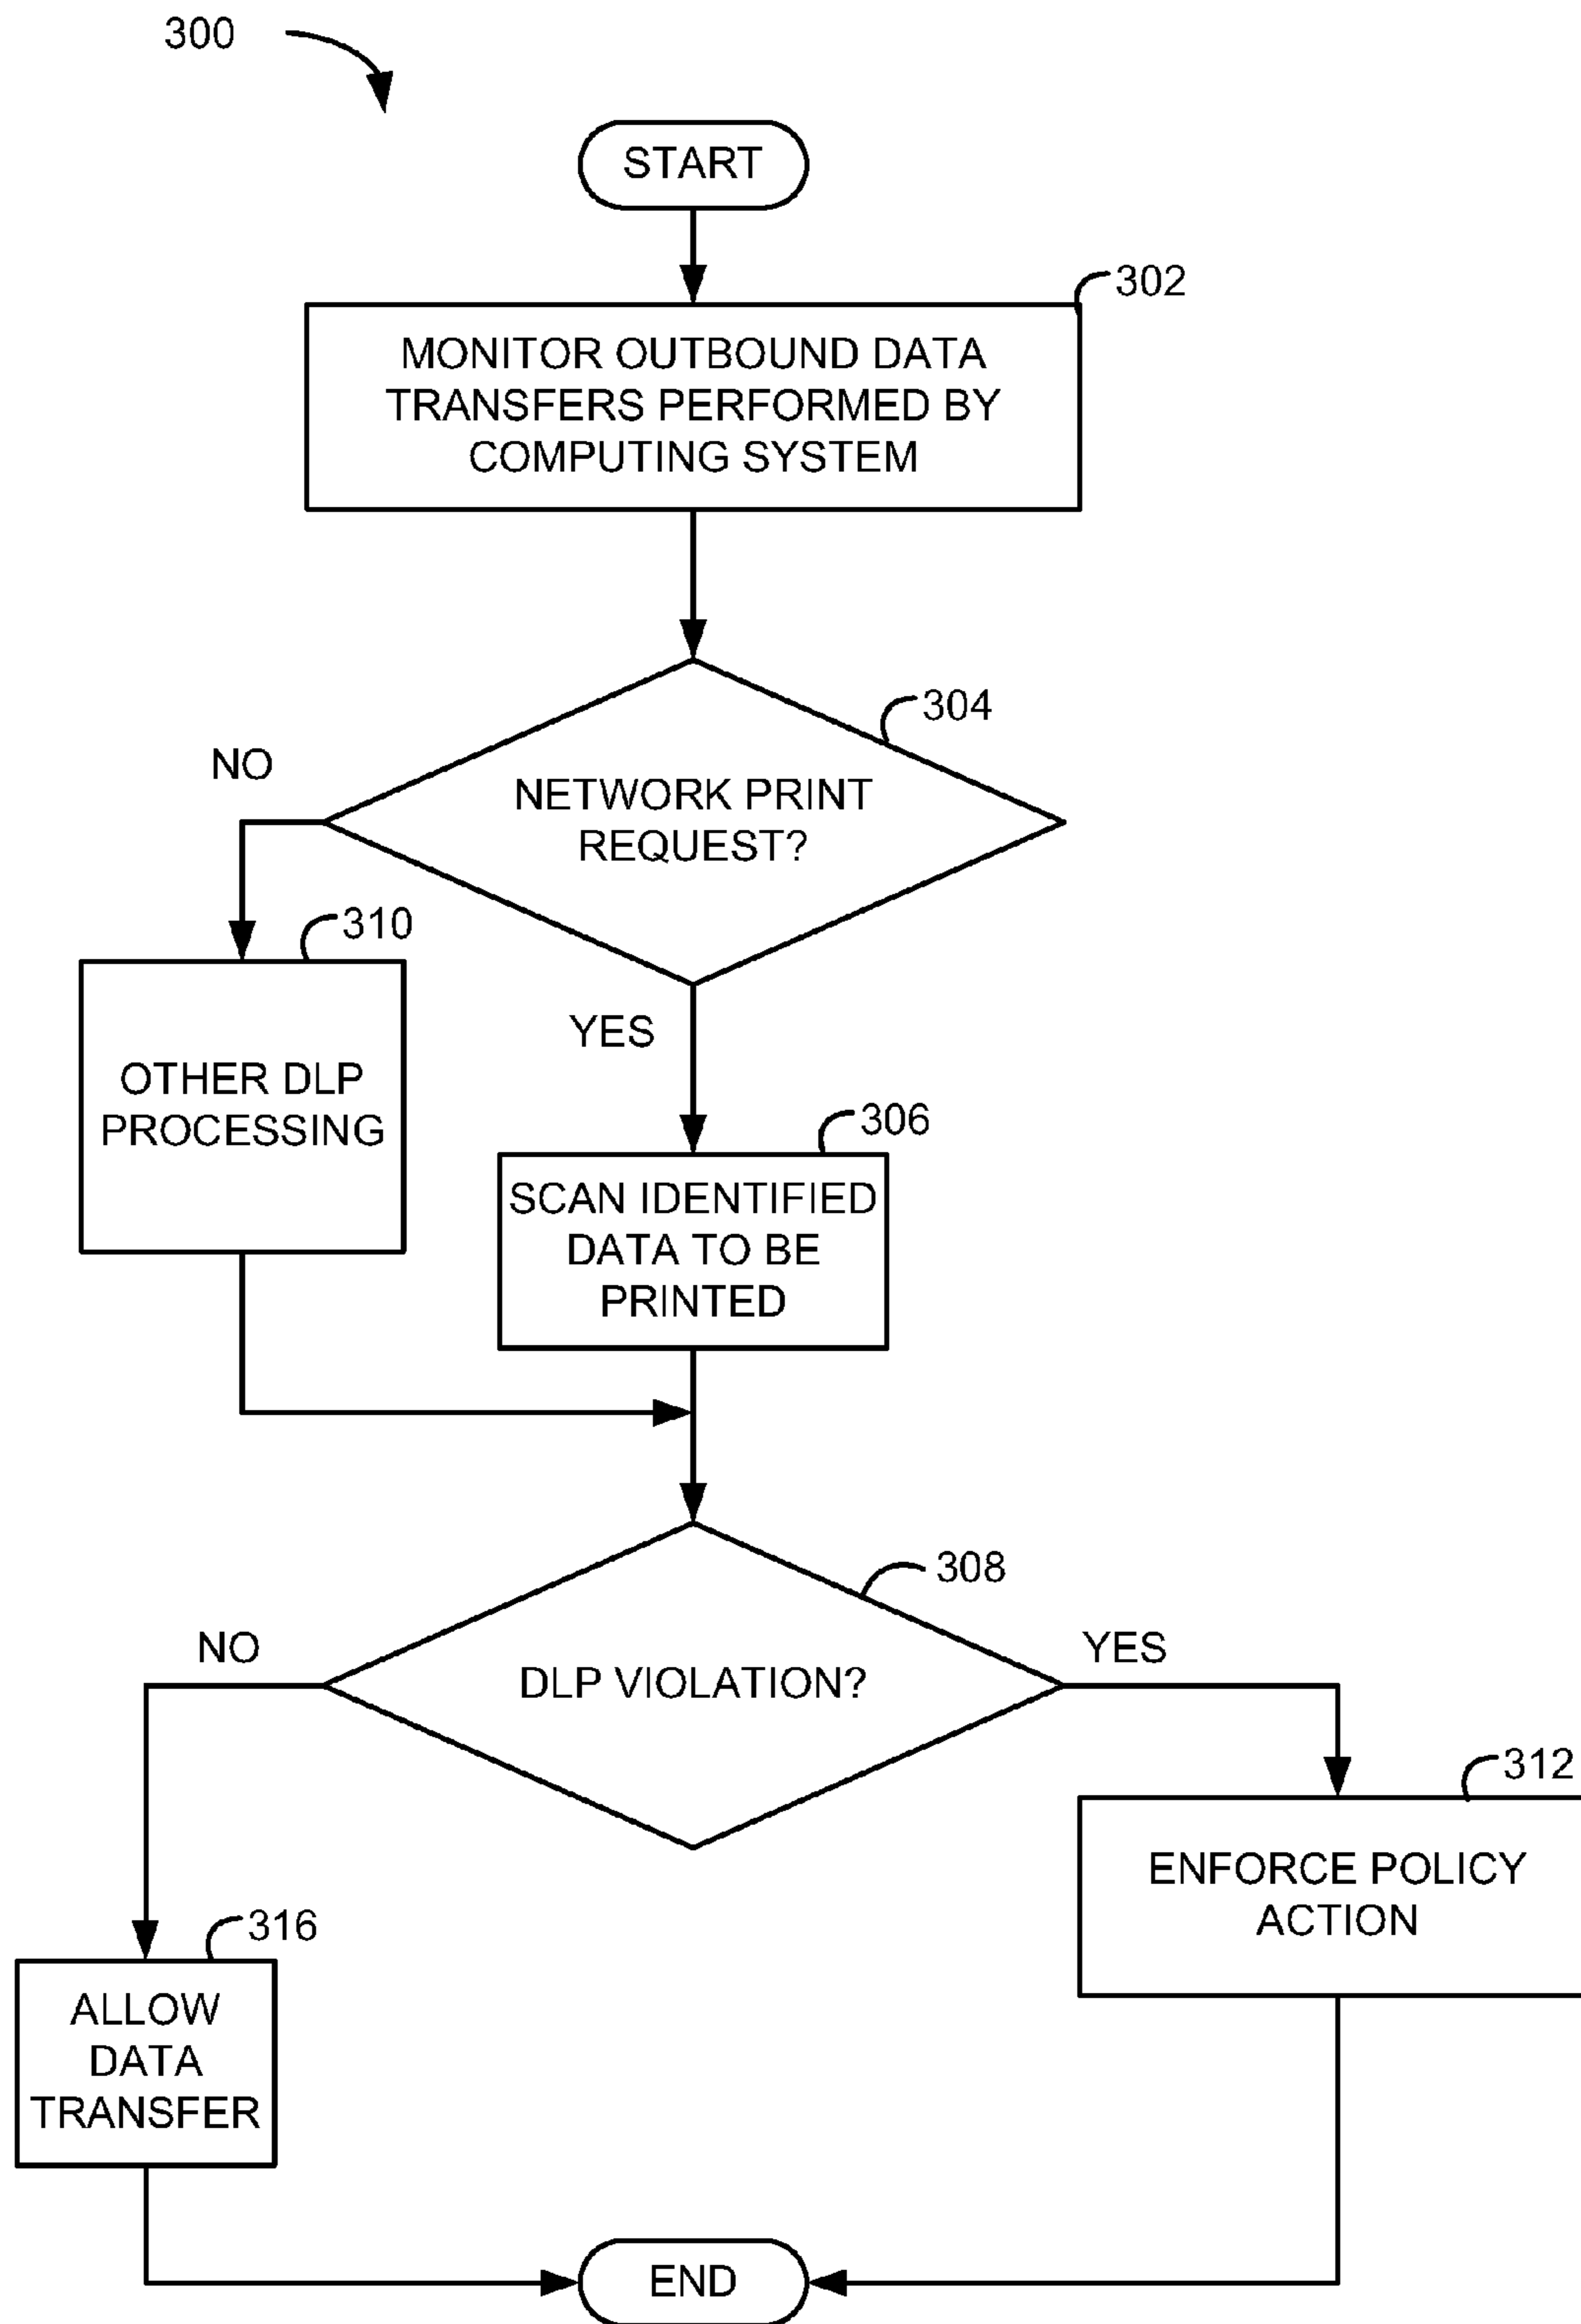 300
START
302
MONITOR OUTBOUND DATA
TRANSFERS PERFORMED BY
COMPUTING SYSTEM
304
NO
NETWORK PRINT
REQUEST?
310
YES
OTHER DLP
PROCESSING
306
SCAN IDENTIFIED
DATA TO BE
PRINTED
308
NO
YES
DLP VIOLATION?
312
ENFORCE POLICY
ACTION
316
ALLOW
DATA
TRANSFER
END